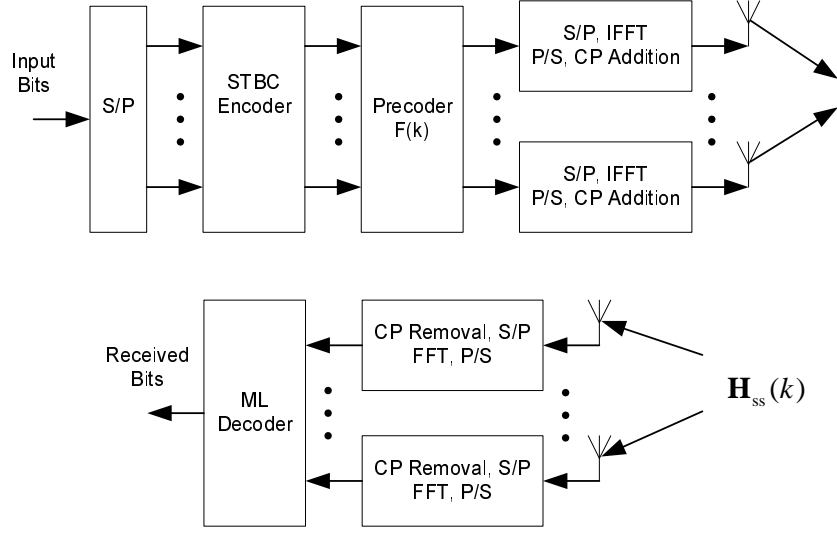 Input
Bits
S/P
STBC
Encoder
Precoder
F(k)
S/P, IFFT
P/S, CP Addition
S/P, IFFT
P/S, CP Addition
Received
Bits
ML
Decoder
CP Removal, S/P
FFT, P/S
CP Removal, S/P
FFT, P/S
H_ss(k)